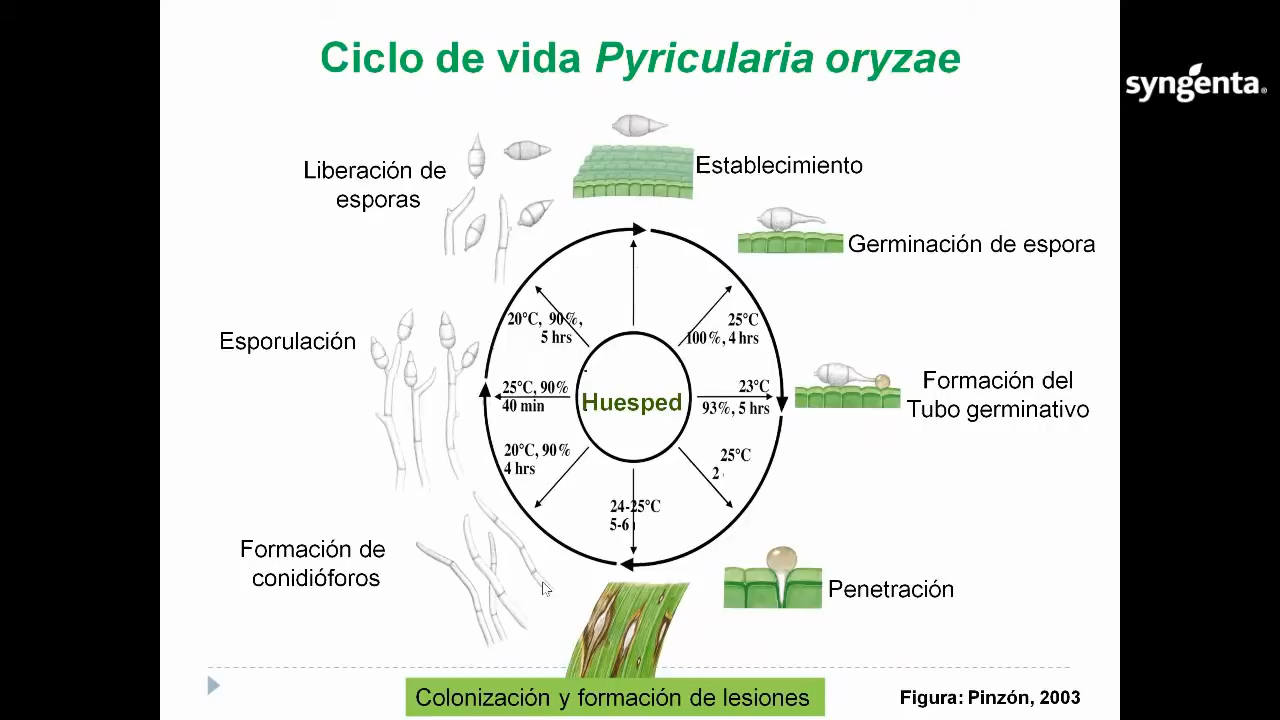 Ciclo de vida Pyricularia oryzae
syngenta
Establecimiento
Liberación de
esporas
Germinación de espora
Esporulación
Formación del
Tubo germinativo
Formación de
conidióforos
Penetración
Colonización y formación de lesiones
Huesped
25°C
100%, 4 hrs
23°C
93%, 5 hrs
25°C
2
24-25°C
5-6
20°C, 90%
4 hrs
25°C, 90%
40 min
20°C, 90%,
5 hrs
Figura: Pinzón, 2003